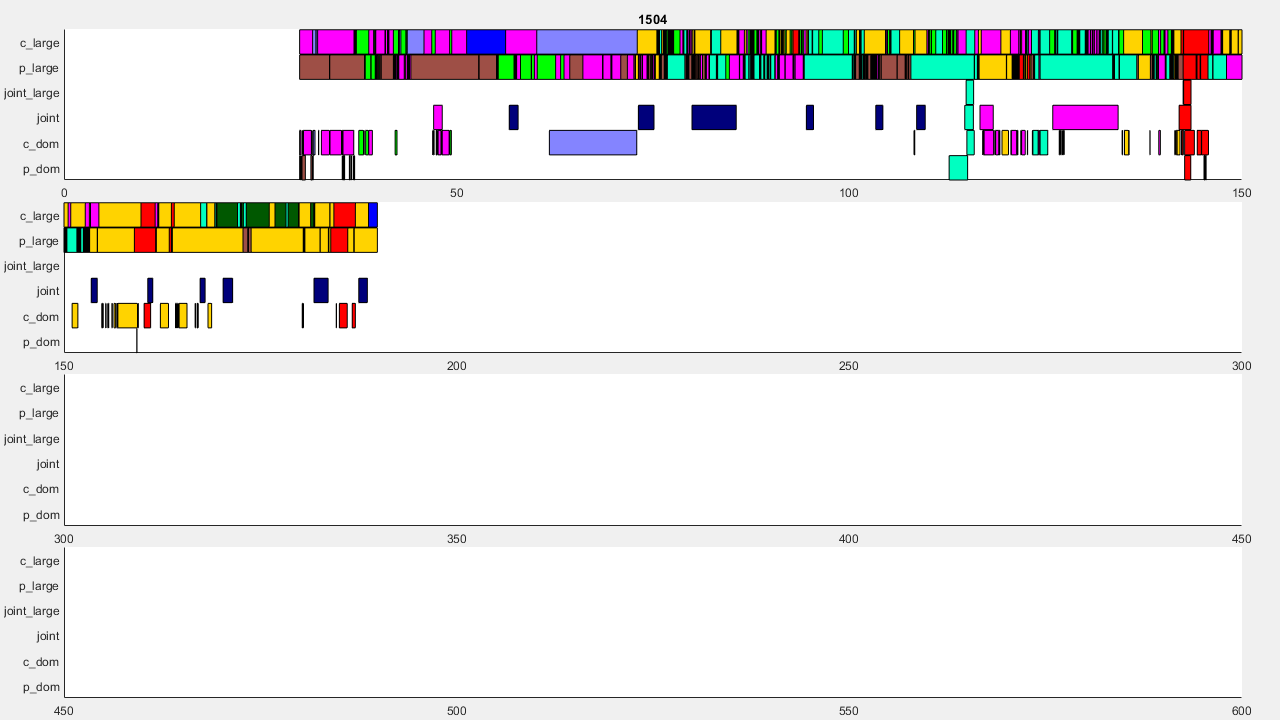 1504
c_large
p_large
joint_large
joint
c_dom
p_dom
0 50 100 150
c_large
p_large
joint_large
joint
c_dom
p_dom
150 200 250 300
c_large
p_large
joint_large
joint
c_dom
p_dom
300 350 400 450
c_large
p_large
joint_large
joint
c_dom
p_dom
450 500 550 600